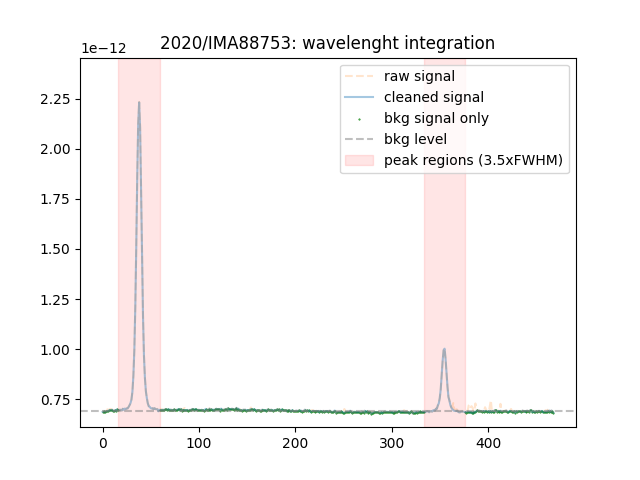 2020/IMA88753: wavelenght integration
1e−12
raw signal
cleaned signal
bkg signal only
bkg level
peak regions (3.5xFWHM)
2.25
2.00
1.75
1.50
1.25
1.00
0.75
0 100 200 300 400